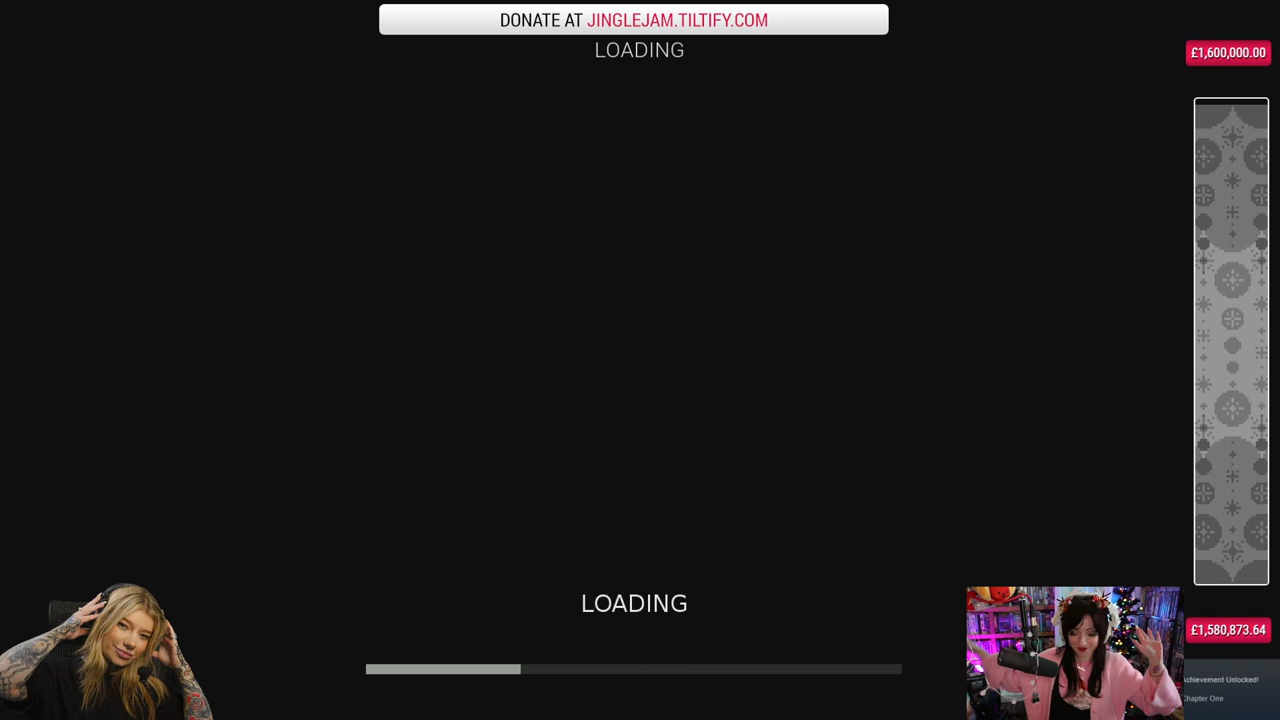 DONATE AT JINGLEJAM.TILTIFY.COM
LOADING
£1,600,000.00
LOADING
£1,580,873.64
Achievement Unlocked!
Chapter One